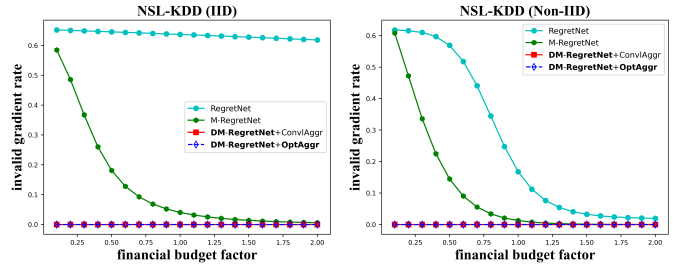 NSL-KDD (IID)
invalid gradient rate
0.6
0.5
0.4
0.3
0.2
0.1
0.0
RegretNet
M-RegretNet
DM-RegretNet+ConvlAggr
DM-RegretNet+OptAggr
0.25 0.50 0.75 1.00 1.25 1.50 1.75 2.00
financial budget factor
NSL-KDD (Non-IID)
invalid gradient rate
0.6
0.5
0.4
0.3
0.2
0.1
0.0
RegretNet
M-RegretNet
DM-RegretNet+ConvlAggr
DM-RegretNet+OptAggr
0.25 0.50 0.75 1.00 1.25 1.50 1.75 2.00
financial budget factor